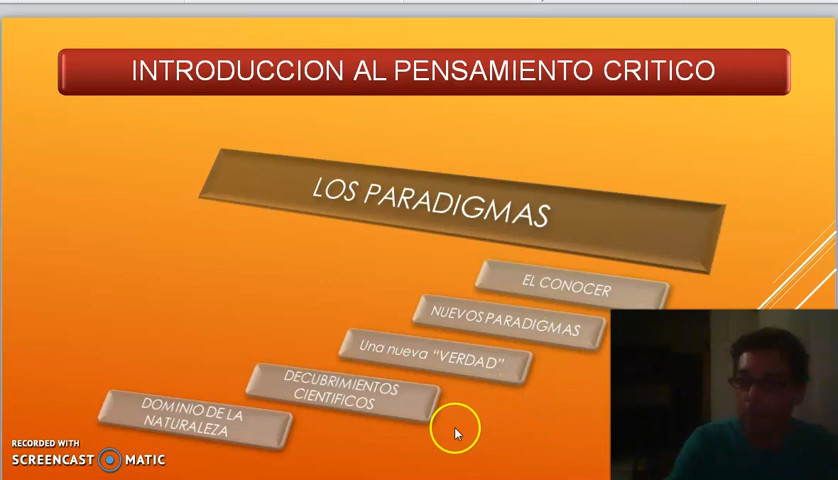 INTRODUCCION AL PENSAMIENTO CRITICO
LOS PARADIGMAS
EL CONOCER
NUEVOS PARADIGMAS
Una nueva “VERDAD”
DECUBRIMIENTOS
CIENTIFICOS
DOMINIO DE LA
NATURALEZA
RECORDED WITH
SCREENCAST MATIC